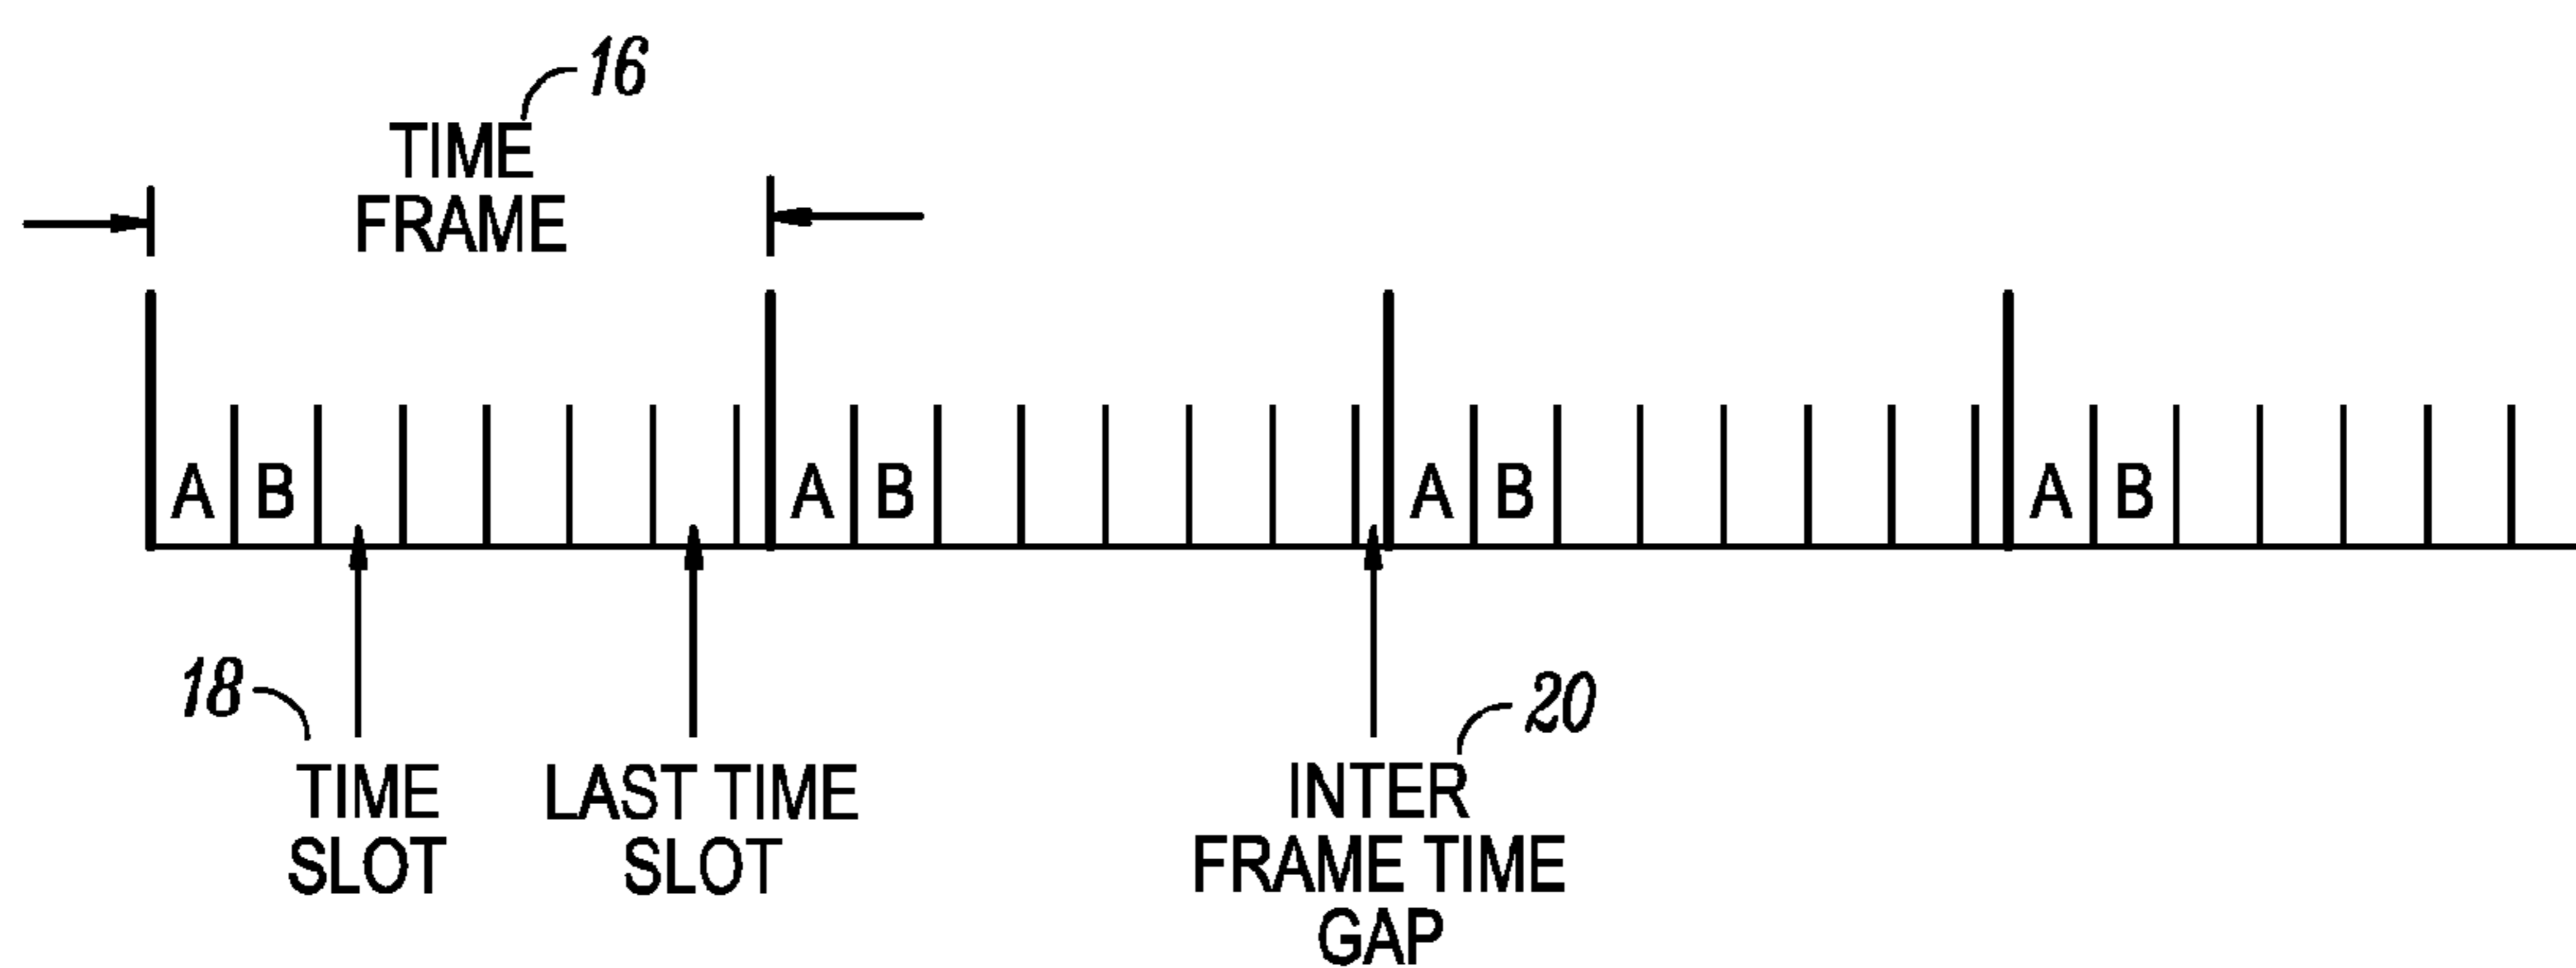 16
TIME
FRAME
A B A B A B A B
18
20
TIME
SLOT
LAST TIME
SLOT
INTER
FRAME TIME
GAP